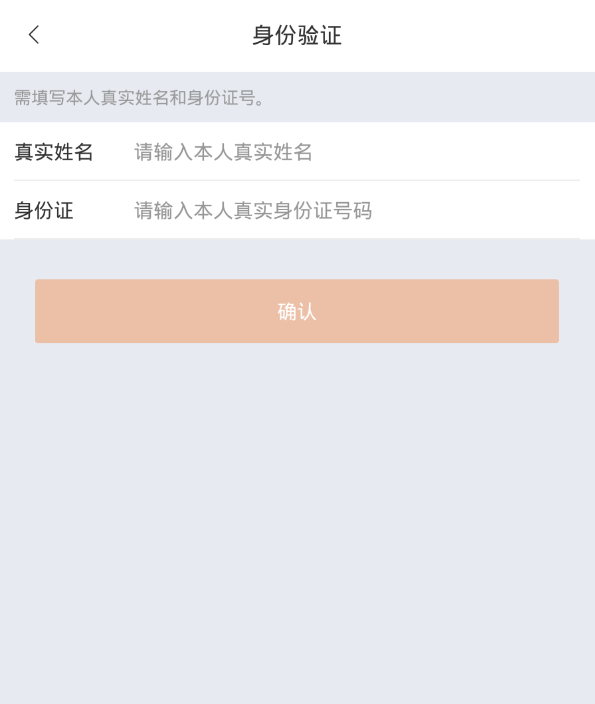 身份验证
需填写本人真实姓名和身份证号。
真实姓名 请输入本人真实姓名
身份证 请输入本人真实身份证号码
确认